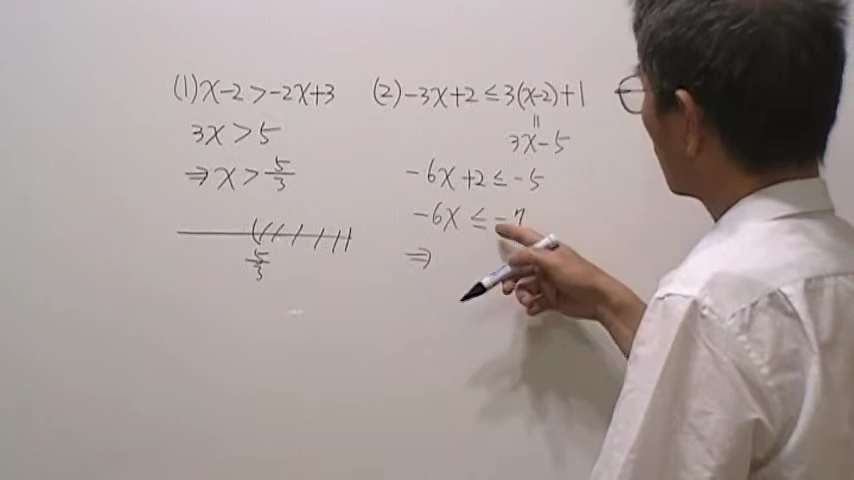 (1) x-2>-2x+3
3x>5
⇒ x>5/3
5/3
(2) -3x+2≤3(x-2)+1
=
3x-5
-6x+2≤-5
-6x≤-7
⇒